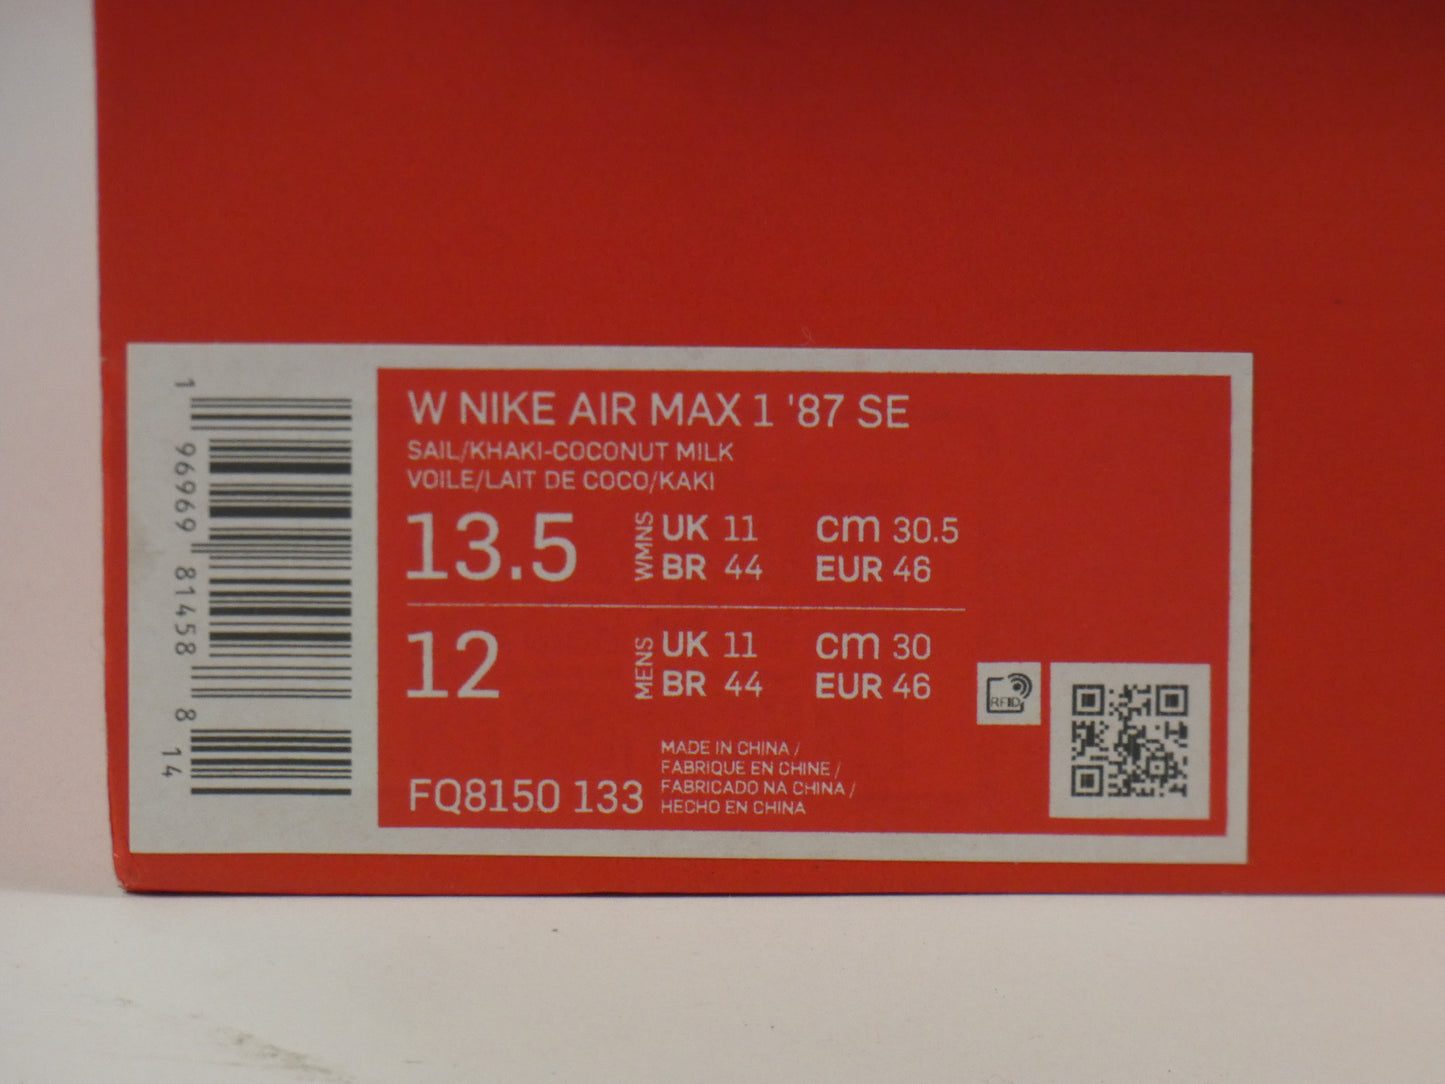 1 96969 81458 8
14
W NIKE AIR MAX 1 '87 SE
SAIL/KHAKI-COCONUT MILK
VOILE/LAIT DE COCO/KAKI
13.5 WMNS UK 11 cm 30.5
BR 44 EUR 46
12 MENS UK 11 cm 30
BR 44 EUR 46
RFID
FQ8150 133
MADE IN CHINA /
FABRIQUE EN CHINE /
FABRICADO NA CHINA /
HECHO EN CHINA